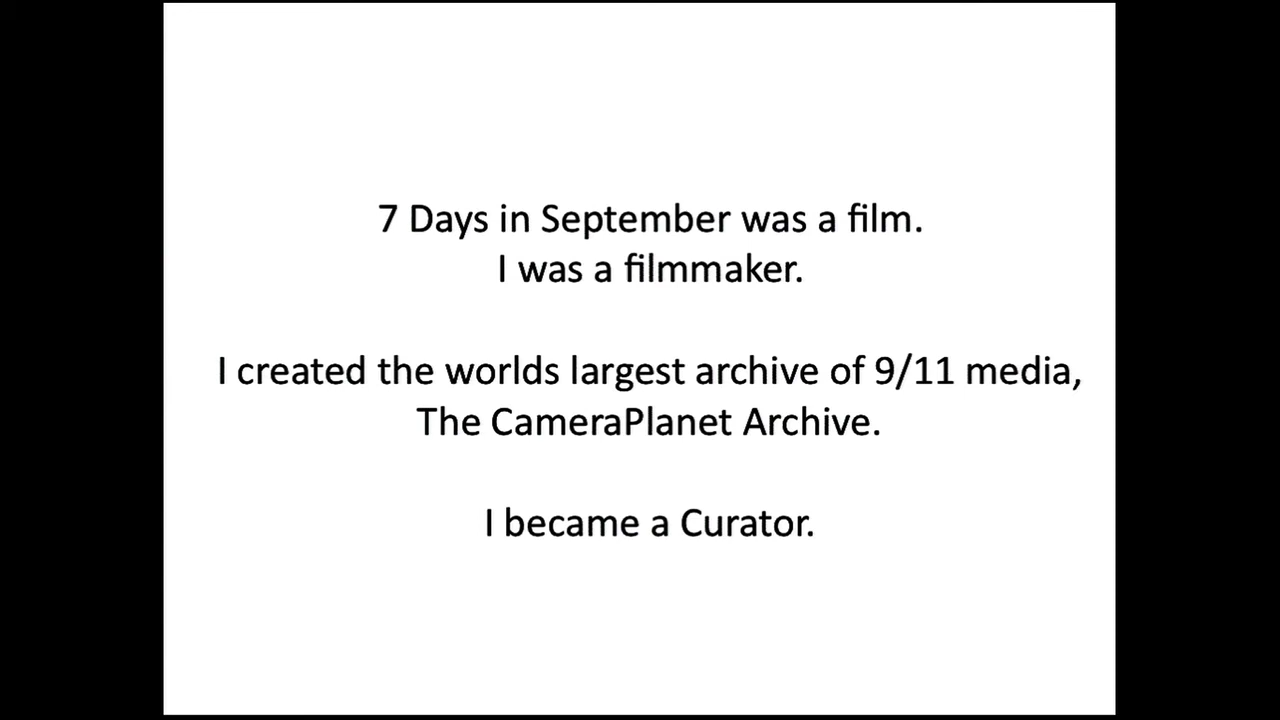 7 Days in September was a film.
I was a filmmaker.
I created the worlds largest archive of 9/11 media,
The CameraPlanet Archive.
I became a Curator.